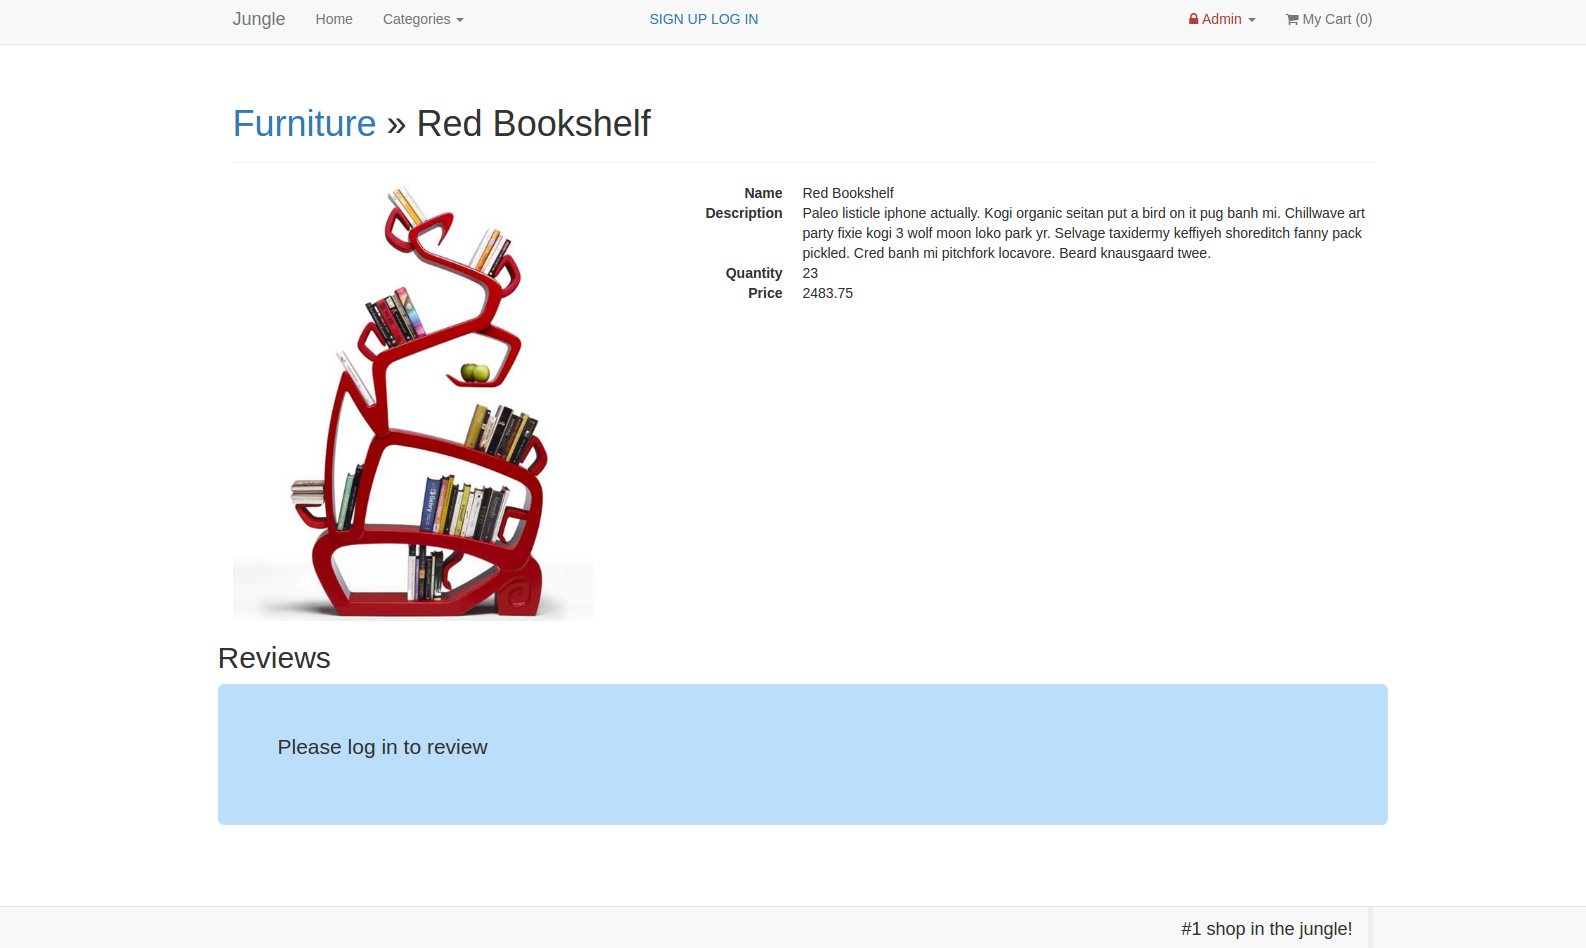 Jungle Home Categories SIGN UP LOG IN Admin My Cart (0)
Furniture » Red Bookshelf
Name Red Bookshelf
Description Paleo listicle iphone actually. Kogi organic seitan put a bird on it pug banh mi. Chillwave art
party fixie kogi 3 wolf moon loko park yr. Selvage taxidermy keffiyeh shoreditch fanny pack
pickled. Cred banh mi pitchfork locavore. Beard knausgaard twee.
Quantity 23
Price 2483.75
Reviews
Please log in to review
#1 shop in the jungle!